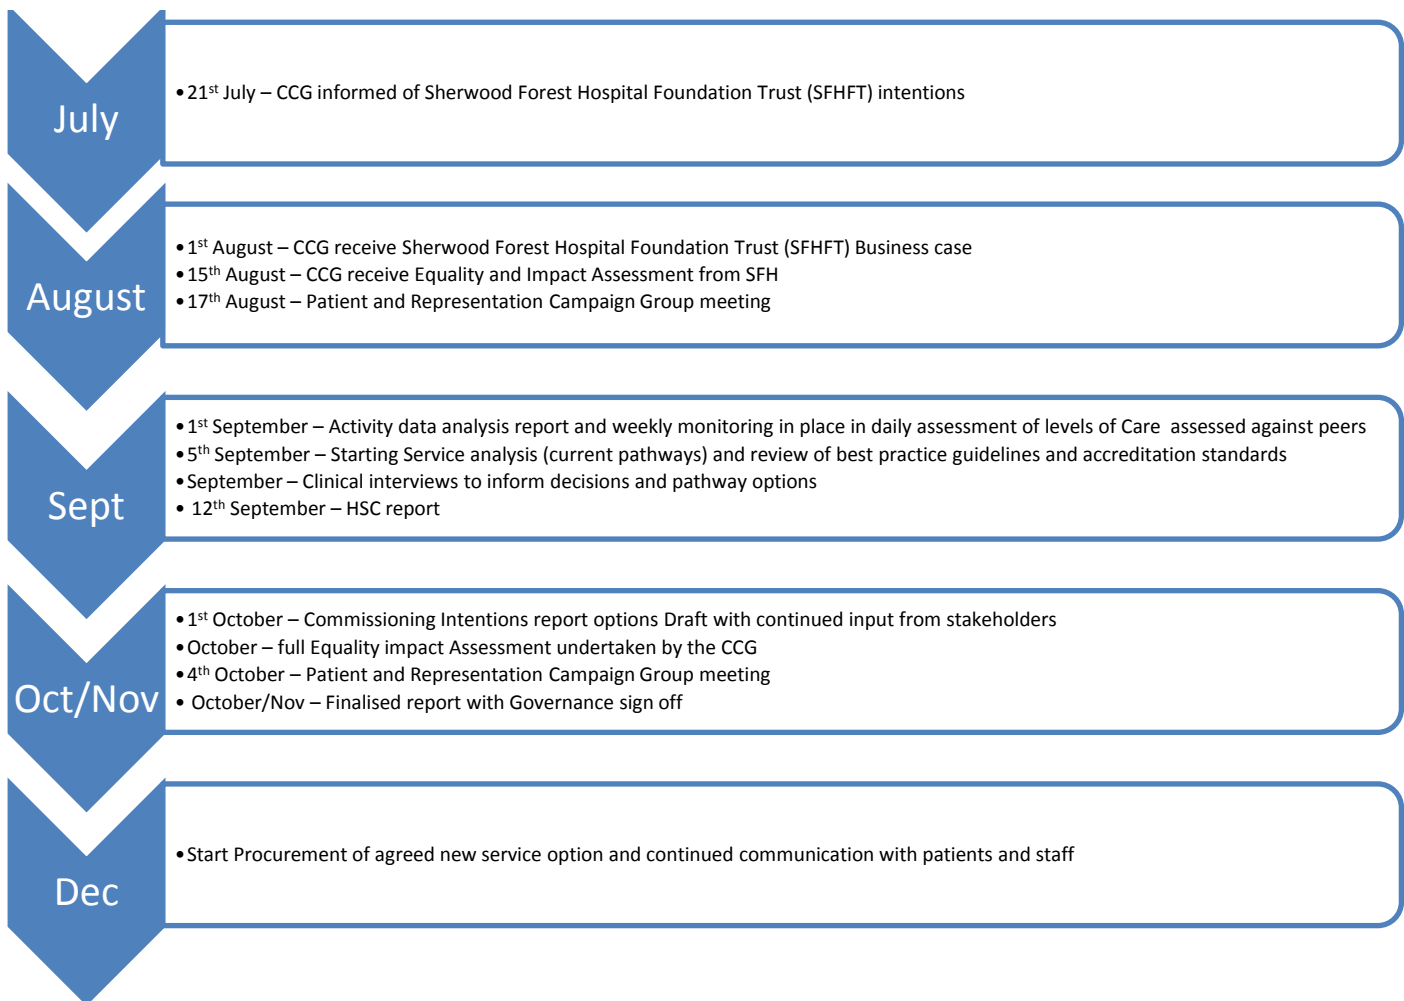 July
•21st July – CCG informed of Sherwood Forest Hospital Foundation Trust (SFHFT) intentions
August
•1st August – CCG receive Sherwood Forest Hospital Foundation Trust (SFHFT) Business case
•15th August – CCG receive Equality and Impact Assessment from SFH
•17th August – Patient and Representation Campaign Group meeting
Sept
•1st September – Activity data analysis report and weekly monitoring in place in daily assessment of levels of Care assessed against peers
•5th September – Starting Service analysis (current pathways) and review of best practice guidelines and accreditation standards
•September – Clinical interviews to inform decisions and pathway options
• 12th September – HSC report
Oct/Nov
•1st October – Commissioning Intentions report options Draft with continued input from stakeholders
•October – full Equality impact Assessment undertaken by the CCG
•4th October – Patient and Representation Campaign Group meeting
• October/Nov – Finalised report with Governance sign off
Dec
•Start Procurement of agreed new service option and continued communication with patients and staff